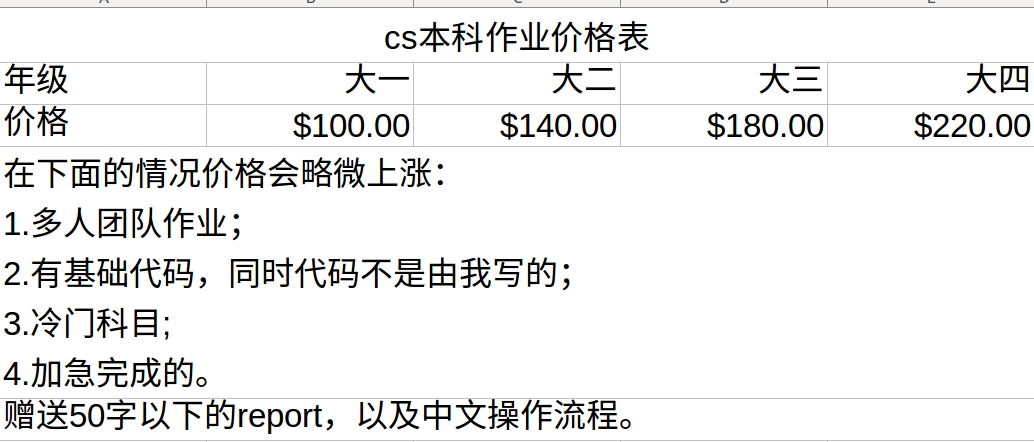 cs本科作业价格表
年级 大一 大二 大三 大四
价格 $100.00 $140.00 $180.00 $220.00
在下面的情况价格会略微上涨：
1.多人团队作业；
2.有基础代码，同时代码不是由我写的；
3.冷门科目;
4.加急完成的。
赠送50字以下的report，以及中文操作流程。